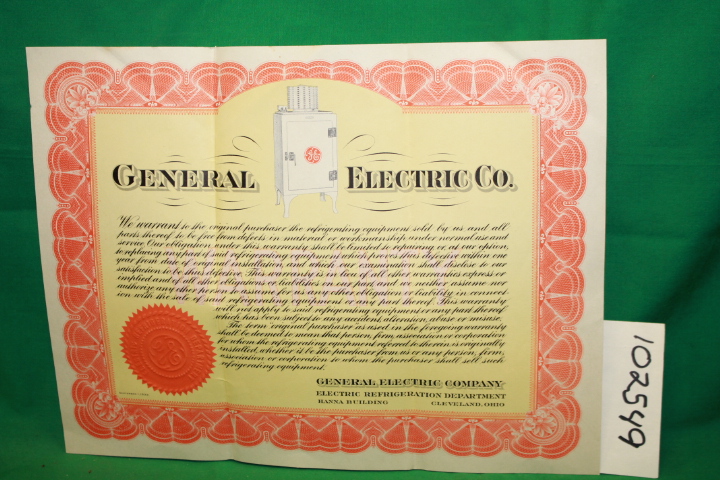 GENERAL ELECTRIC CO.
We warrant to the original purchaser the refrigerating equipment sold by us and all
parts thereof to be free from defects in material or workmanship under normal use and
service. Our obligation under this warranty shall be limited to repairing or, at our option,
to replacing any part of said refrigerating equipment which proves thus defective within one
year from date of original installation, and which our examination shall disclose to our
satisfaction to be thus defective. This warranty is in lieu of all other warranties express or
implied and of all other obligations or liabilities on our part, and we neither assume nor
authorize any other person to assume for us any other obligation or liability in connect
ion with the sale of said refrigerating equipment or any part thereof. This warranty
will not apply to said refrigerating equipment or any part thereof
which has been subject to any accident, alteration, abuse or misuse.
The term "original purchaser" as used in the foregoing warranty
shall be deemed to mean that person, firm, association or corporation
for whom the refrigerating equipment referred to therein is originally
installed, whether it be the purchaser from us or any person, firm,
association or corporation to whom the purchaser shall sell such
refrigerating equipment.
GENERAL ELECTRIC COMPANY
ELECTRIC REFRIGERATION DEPARTMENT
HANNA BUILDING CLEVELAND, OHIO
102549